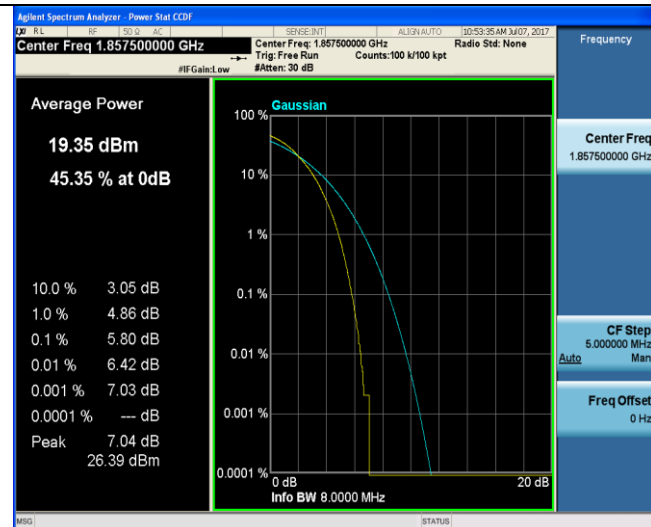 Agilent Spectrum Analyzer - Power Stat CCDF
RL RF 50 Ω AC SENSE:INT ALIGN AUTO 10:53:35 AM Jul 07, 2017
Center Freq 1.857500000 GHz
Center Freq: 1.857500000 GHz Radio Std: None
Trig: Free Run Counts:100 k/100 kpt
#IFGain:Low #Atten: 30 dB
Frequency
Average Power
19.35 dBm
45.35 % at 0dB
10.0 % 3.05 dB
1.0 % 4.86 dB
0.1 % 5.80 dB
0.01 % 6.42 dB
0.001 % 7.03 dB
0.0001 % --- dB
Peak 7.04 dB
26.39 dBm
Gaussian
100 %
10 %
1 %
0.1 %
0.01 %
0.001 %
0.0001 %
0 dB 20 dB
Info BW 8.0000 MHz
Center Freq
1.857500000 GHz
CF Step
5.000000 MHz
Auto Man
Freq Offset
0 Hz
MSG STATUS